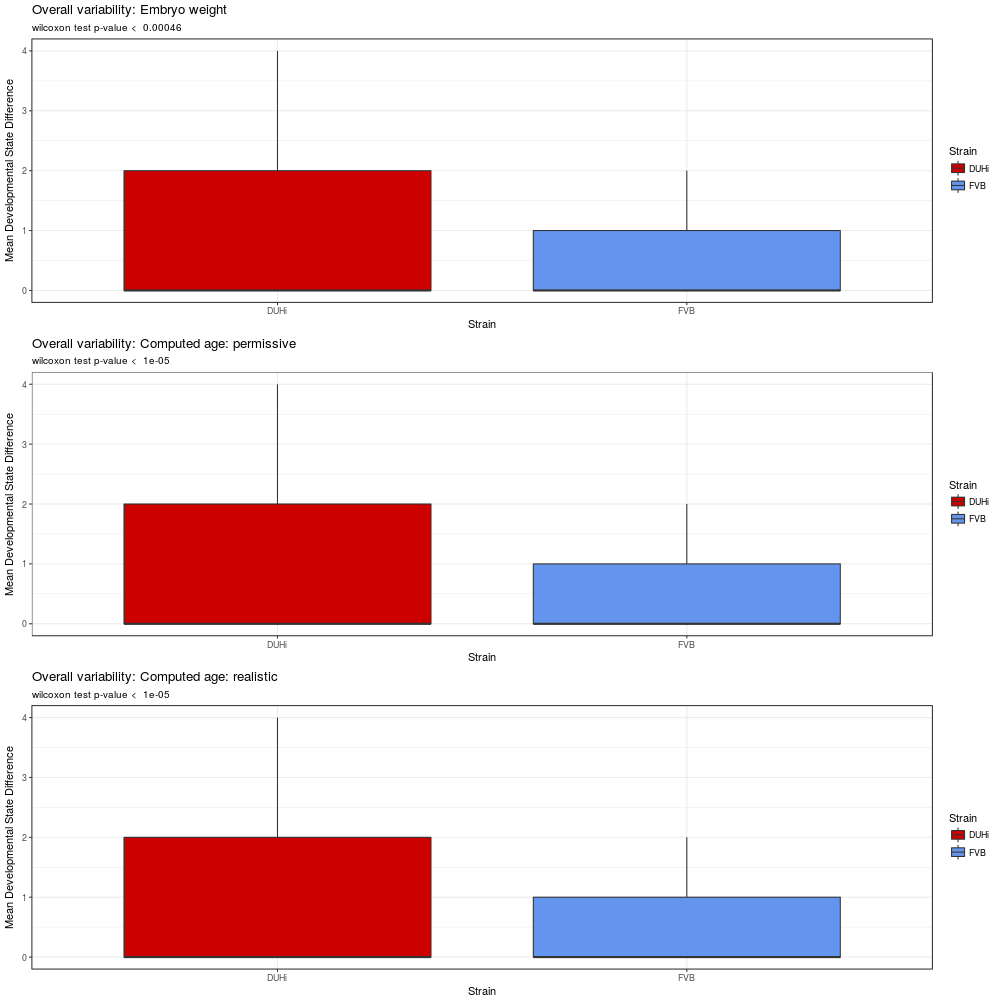 Overall variability: Embryo weight
wilcoxon test p-value <  0.00046
Mean Developmental State Difference
4
3
2
1
0
DUHi
FVB
Strain
Strain
DUHi
FVB
Overall variability: Computed age: permissive
wilcoxon test p-value <  1e-05
Mean Developmental State Difference
4
3
2
1
0
DUHi
FVB
Strain
Strain
DUHi
FVB
Overall variability: Computed age: realistic
wilcoxon test p-value <  1e-05
Mean Developmental State Difference
4
3
2
1
0
DUHi
FVB
Strain
Strain
DUHi
FVB